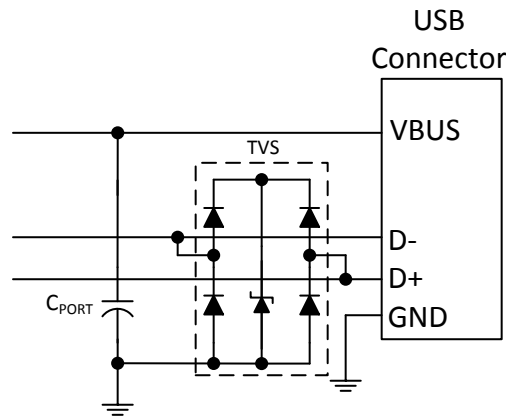 USB
Connector
VBUS
TVS
D-
D+
CPORT
GND